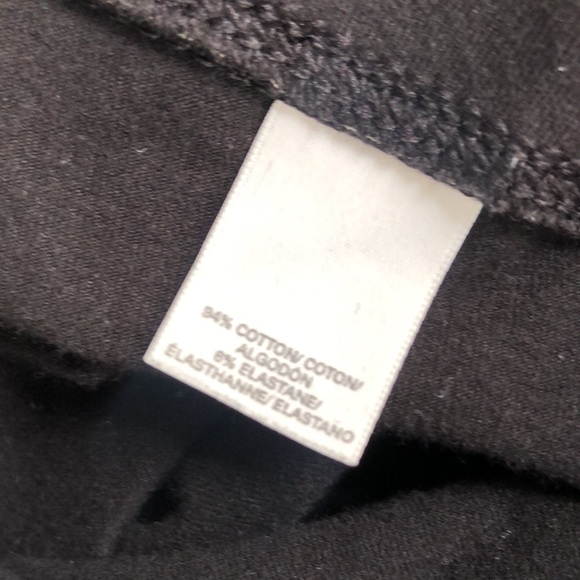 94% COTTON/ COTON/
ALGODÓN
6% ELASTANE/
ÉLASTHANNE/ ELASTANO